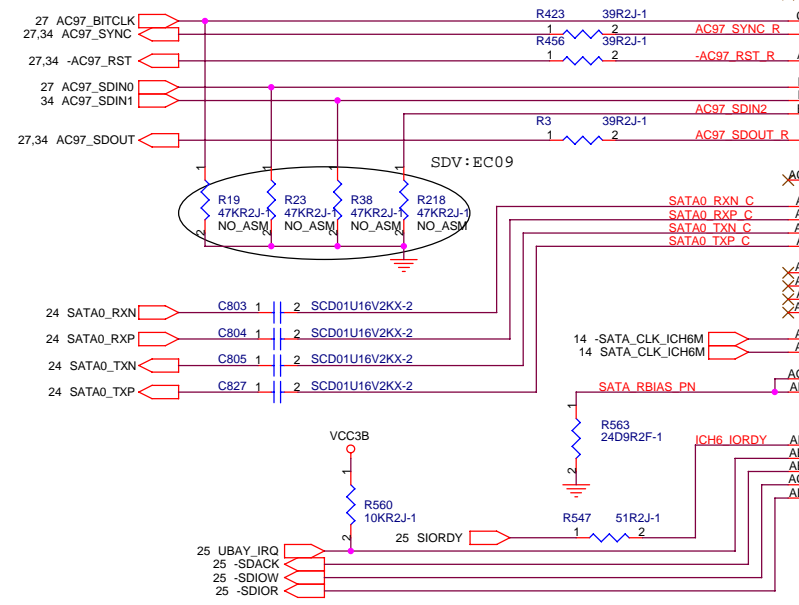 27 AC97_BITCLK
27,34 AC97_SYNC
R423 39R2J-1
1 2
AC97_SYNC_R
27,34 -AC97_RST
R456 39R2J-1
1 2
-AC97_RST_R
27 AC97_SDIN0
34 AC97_SDIN1
AC97_SDIN2
27,34 AC97_SDOUT
R3 39R2J-1
1 2
AC97_SDOUT_R
SDV:EC09
1 1 1 1
R19 R23 R38 R218
47KR2J-1 47KR2J-1 47KR2J-1 47KR2J-1
NO_ASM NO_ASM NO_ASM NO_ASM
2 2 2 2
SATA0_RXN_C
SATA0_RXP_C
SATA0_TXN_C
SATA0_TXP_C
24 SATA0_RXN
C803 1 2 SCD01U16V2KX-2
24 SATA0_RXP
C804 1 2 SCD01U16V2KX-2
24 SATA0_TXN
C805 1 2 SCD01U16V2KX-2
24 SATA0_TXP
C827 1 2 SCD01U16V2KX-2
14 -SATA_CLK_ICH6M
14 SATA_CLK_ICH6M
SATA_RBIAS_PN
1
R563
24D9R2F-1
2
VCC3B
1
R560
10KR2J-1
2
ICH6_IORDY
25 SIORDY
R547 51R2J-1
1 2
25 UBAY_IRQ
25 -SDACK
25 -SDIOW
25 -SDIOR